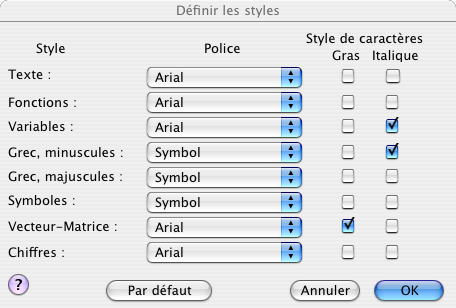 Définir les styles
Style de caractères
Style Police Gras Italique
Texte : Arial
Fonctions : Arial
Variables : Arial
Grec, minuscules : Symbol
Grec, majuscules : Symbol
Symboles : Symbol
Vecteur-Matrice : Arial
Chiffres : Arial
? Par défaut Annuler OK